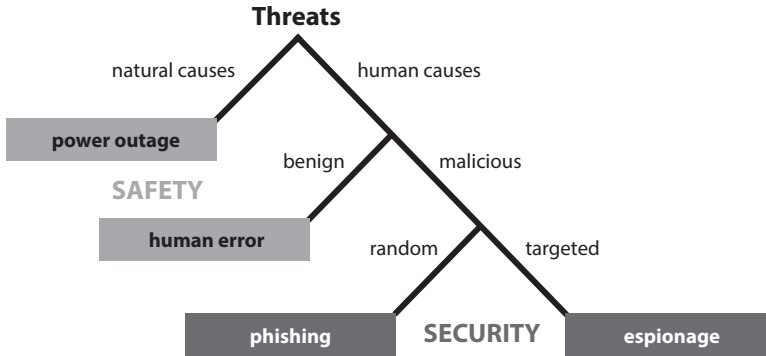 Threats
natural causes
human causes
power outage
benign
malicious
SAFETY
human error
random
targeted
phishing
SECURITY
espionage